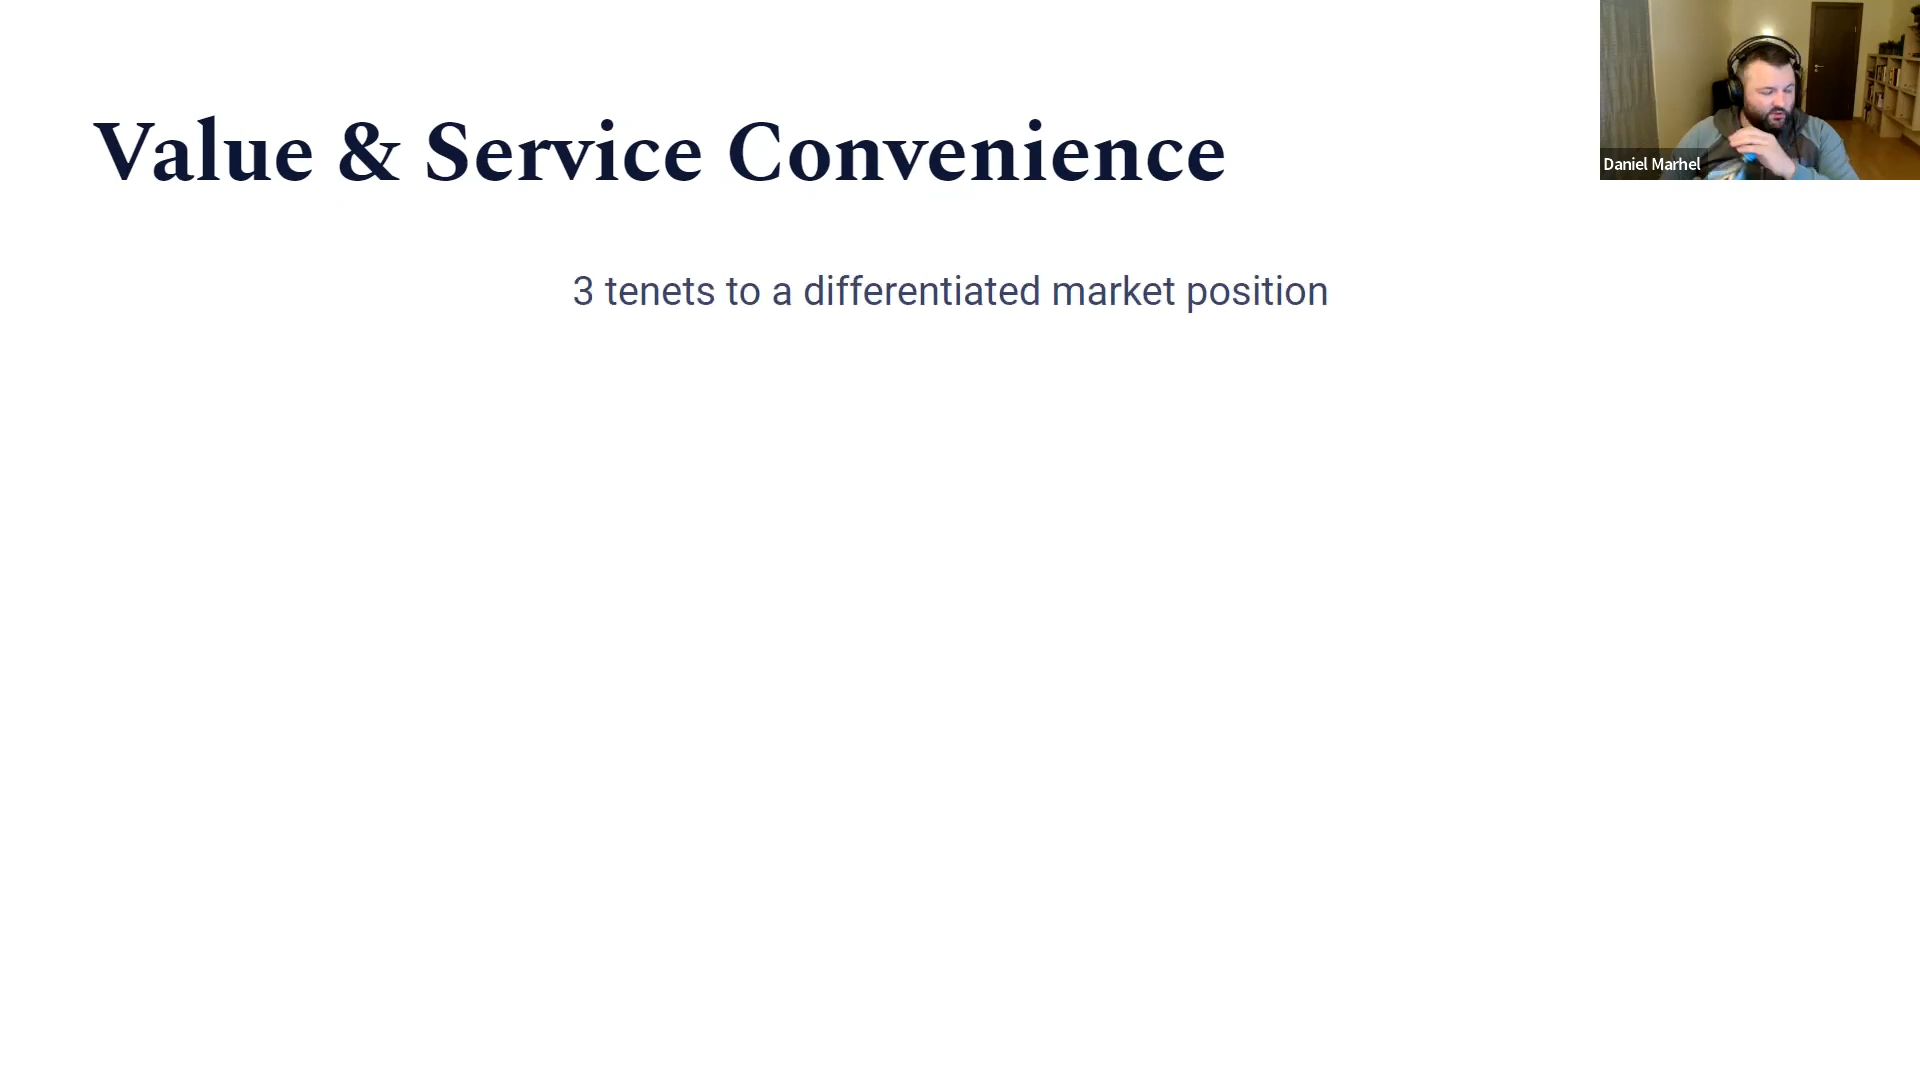 Value & Service Convenience
Daniel Marhel
3 tenets to a differentiated market position